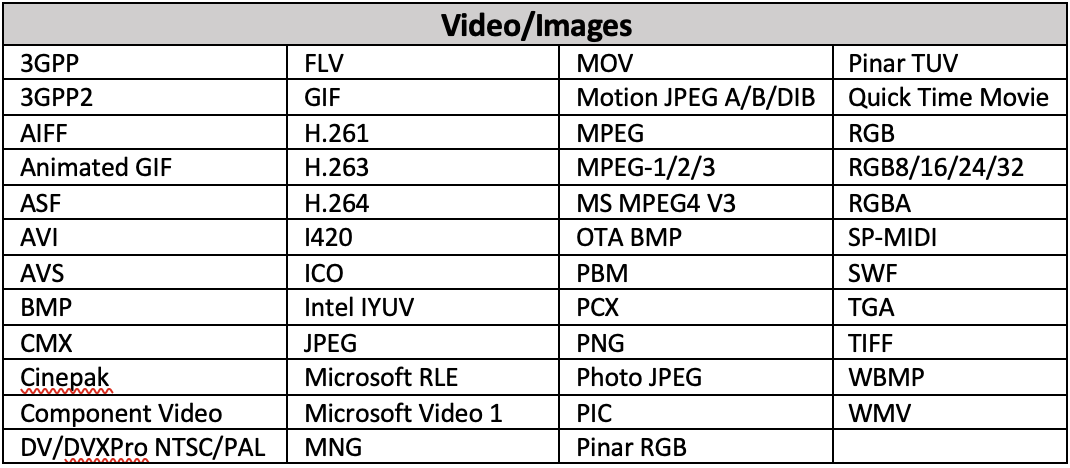 Video/Images
3GPP FLV MOV Pinar TUV
3GPP2 GIF Motion JPEG A/B/DIB Quick Time Movie
AIFF H.261 MPEG RGB
Animated GIF H.263 MPEG-1/2/3 RGB8/16/24/32
ASF H.264 MS MPEG4 V3 RGBA
AVI I420 OTA BMP SP-MIDI
AVS ICO PBM SWF
BMP Intel IYUV PCX TGA
CMX JPEG PNG TIFF
Cinepak Microsoft RLE Photo JPEG WBMP
Component Video Microsoft Video 1 PIC WMV
DV/DVXPro NTSC/PAL MNG Pinar RGB